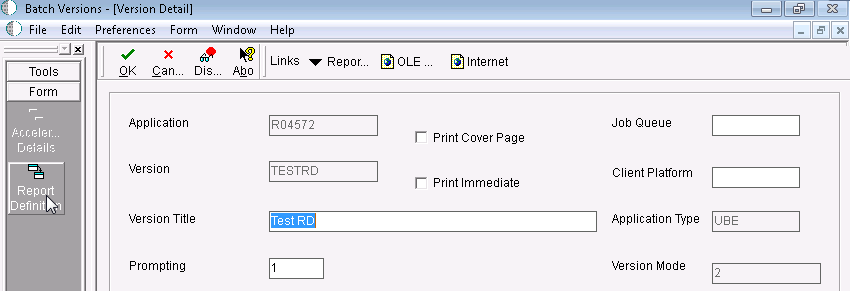 Batch Versions - [Version Detail]
File Edit Preferences Form Window Help
Tools
Form
Acceler...
Details
Report
Definition
OK Can... Dis... Abo Links Repor... OLE ... Internet
Application R04572 Print Cover Page Job Queue
Version TESTRD Print Immediate Client Platform
Version Title Test RD Application Type UBE
Prompting 1 Version Mode 2